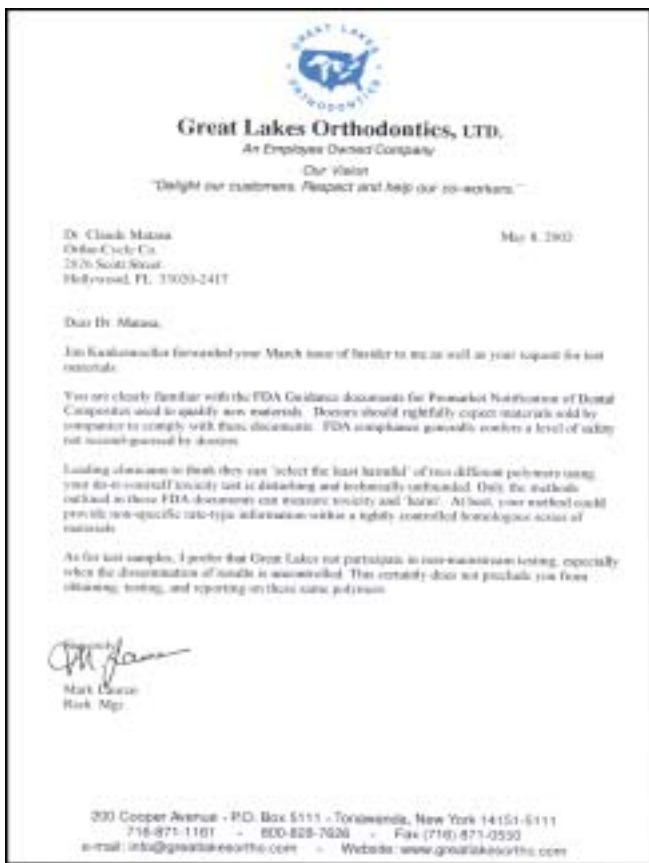 GREAT LAKES
ORTHODONTICS
Great Lakes Orthodontics, LTD.
An Employee Owned Company
Our Vision
"Delight our customers. Respect and help our co-workers."
Dr. Claude Matasa
May 8, 2002
Ortho-Cycle Co.
2026 Scott Street
Hollywood, FL 33020-2417
Dear Dr. Matasa,
Jim forwarded your March issue of Insider to me as well as your request for test
materials.
You are clearly familiar with the FDA Guidance documents for Premarket Notification of Dental
Composites used to qualify new materials. Doctors should rightfully expect materials sold by
companies to comply with these documents. FDA compliance generally confers a level of safety
not second-guessed by doctors.
Leading clinicians to think they can 'select the least harmful' of two different polymers using
your do-it-yourself toxicity test is disturbing and technically unfounded. Only the methods
outlined in these FDA documents can measure toxicity and 'harm'. At best, your method could
provide non-specific rate-type information within a tightly controlled homologous series of
materials.
As for test samples, I prefer that Great Lakes not participate in non-mainstream testing, especially
when the dissemination of results is uncontrolled. This certainly does not preclude you from
obtaining, testing, and reporting on these same polymers.
Sincerely,
Mark
Mgr.
200 Cooper Avenue - P.O. Box 5111 - Tonawanda, New York 14151-5111
716-871-1161 - 800-828-7626 - Fax (716) 871-0550
e-mail: info@greatlakesortho.com - Website: www.greatlakesortho.com